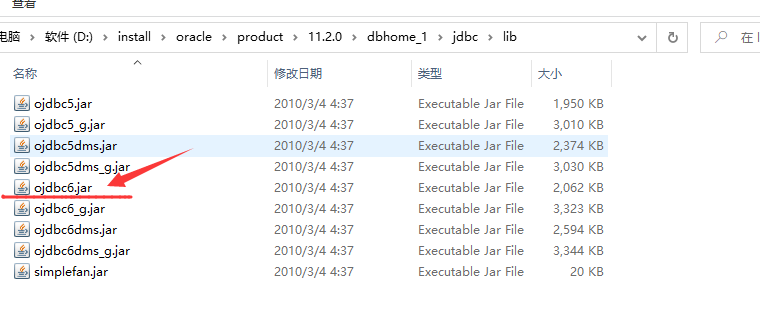 查看
电脑 > 软件 (D:) > install > oracle > product > 11.2.0 > dbhome_1 > jdbc > lib
在 l
名称 修改日期 类型 大小
ojdbc5.jar 2010/3/4 4:37 Executable Jar File 1,950 KB
ojdbc5_g.jar 2010/3/4 4:37 Executable Jar File 3,010 KB
ojdbc5dms.jar 2010/3/4 4:37 Executable Jar File 2,374 KB
ojdbc5dms_g.jar 2010/3/4 4:37 Executable Jar File 3,030 KB
ojdbc6.jar 2010/3/4 4:37 Executable Jar File 2,062 KB
ojdbc6_g.jar 2010/3/4 4:37 Executable Jar File 3,323 KB
ojdbc6dms.jar 2010/3/4 4:37 Executable Jar File 2,594 KB
ojdbc6dms_g.jar 2010/3/4 4:37 Executable Jar File 3,344 KB
simplefan.jar 2010/3/4 4:37 Executable Jar File 20 KB